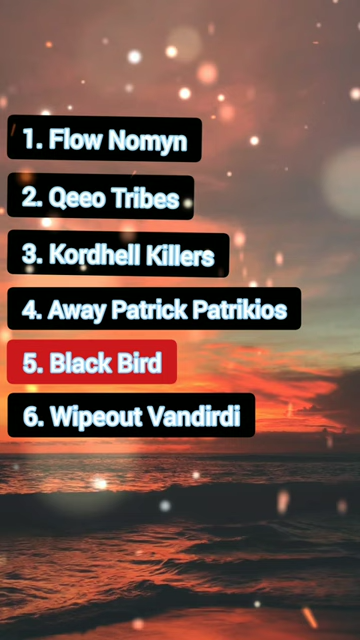 1. Flow Nomyn
2. Qeeo Tribes
3. Kordhell Killers
4. Away Patrick Patrikios
5. Black Bird
6. Wipeout Vandirdi